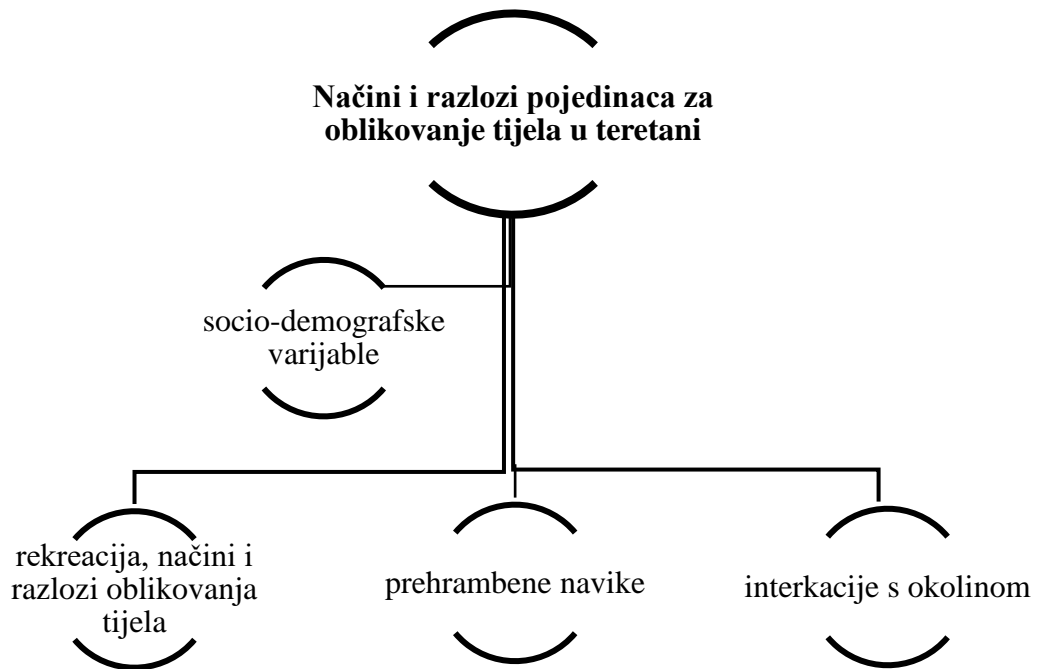 Načini i razlozi pojedinaca za
oblikovanje tijela u teretani
socio-demografske
varijable
rekreacija, načini i
razlozi oblikovanja
tijela
prehrambene navike
interkacije s okolinom